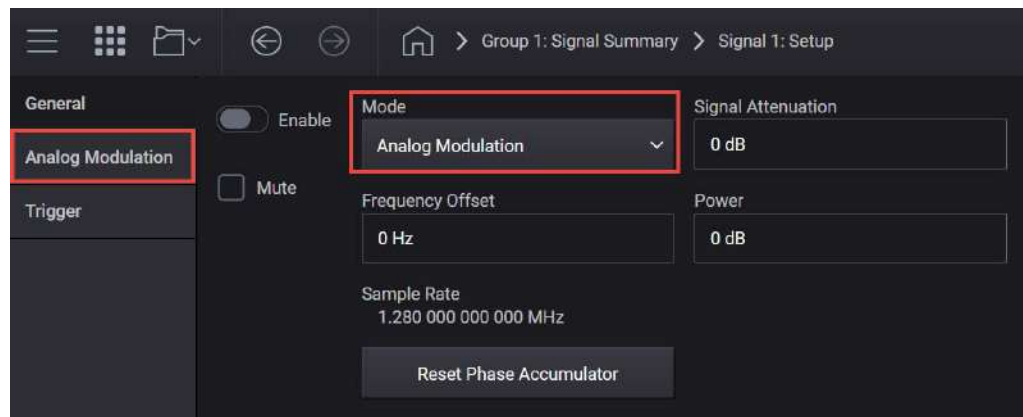 Group 1: Signal Summary > Signal 1: Setup
General
Analog Modulation
Trigger
Enable
Mute
Mode
Analog Modulation
Frequency Offset
0 Hz
Sample Rate
1.280 000 000 000 MHz
Reset Phase Accumulator
Signal Attenuation
0 dB
Power
0 dB